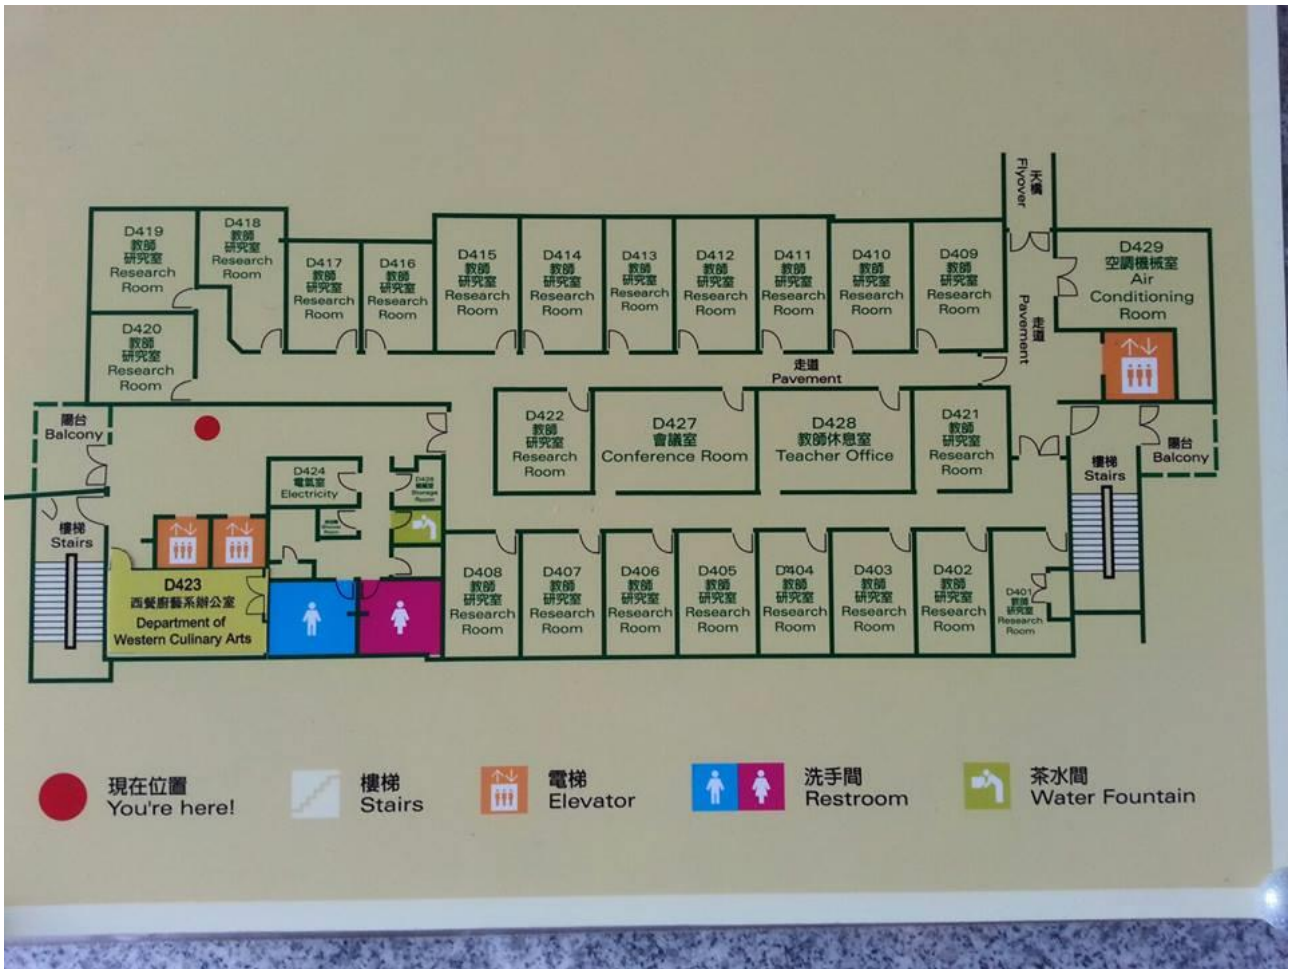 天橋
Flyover
D419
教師
研究室
Research
Room
D418
教師
研究室
Research
Room
D417
教師
研究室
Research
Room
D416
教師
研究室
Research
Room
D415
教師
研究室
Research
Room
D414
教師
研究室
Research
Room
D413
教師
研究室
Research
Room
D412
教師
研究室
Research
Room
D411
教師
研究室
Research
Room
D410
教師
研究室
Research
Room
D409
教師
研究室
Research
Room
走道
Pavement
D429
空調機械室
Air
Conditioning
Room
D420
教師
研究室
Research
Room
走道
Pavement
陽台
Balcony
D422
教師
研究室
Research
Room
D427
會議室
Conference Room
D428
教師休息室
Teacher Office
D421
教師
研究室
Research
Room
樓梯
Stairs
陽台
Balcony
D424
電氣室
Electricity
Storage
Room
樓梯
Stairs
D423
西餐廚藝系辦公室
Department of
Western Culinary Arts
D408
教師
研究室
Research
Room
D407
教師
研究室
Research
Room
D406
教師
研究室
Research
Room
D405
教師
研究室
Research
Room
D404
教師
研究室
Research
Room
D403
教師
研究室
Research
Room
D402
教師
研究室
Research
Room
D401
教師
研究室
Research
Room
現在位置
You're here!
樓梯
Stairs
電梯
Elevator
洗手間
Restroom
茶水間
Water Fountain